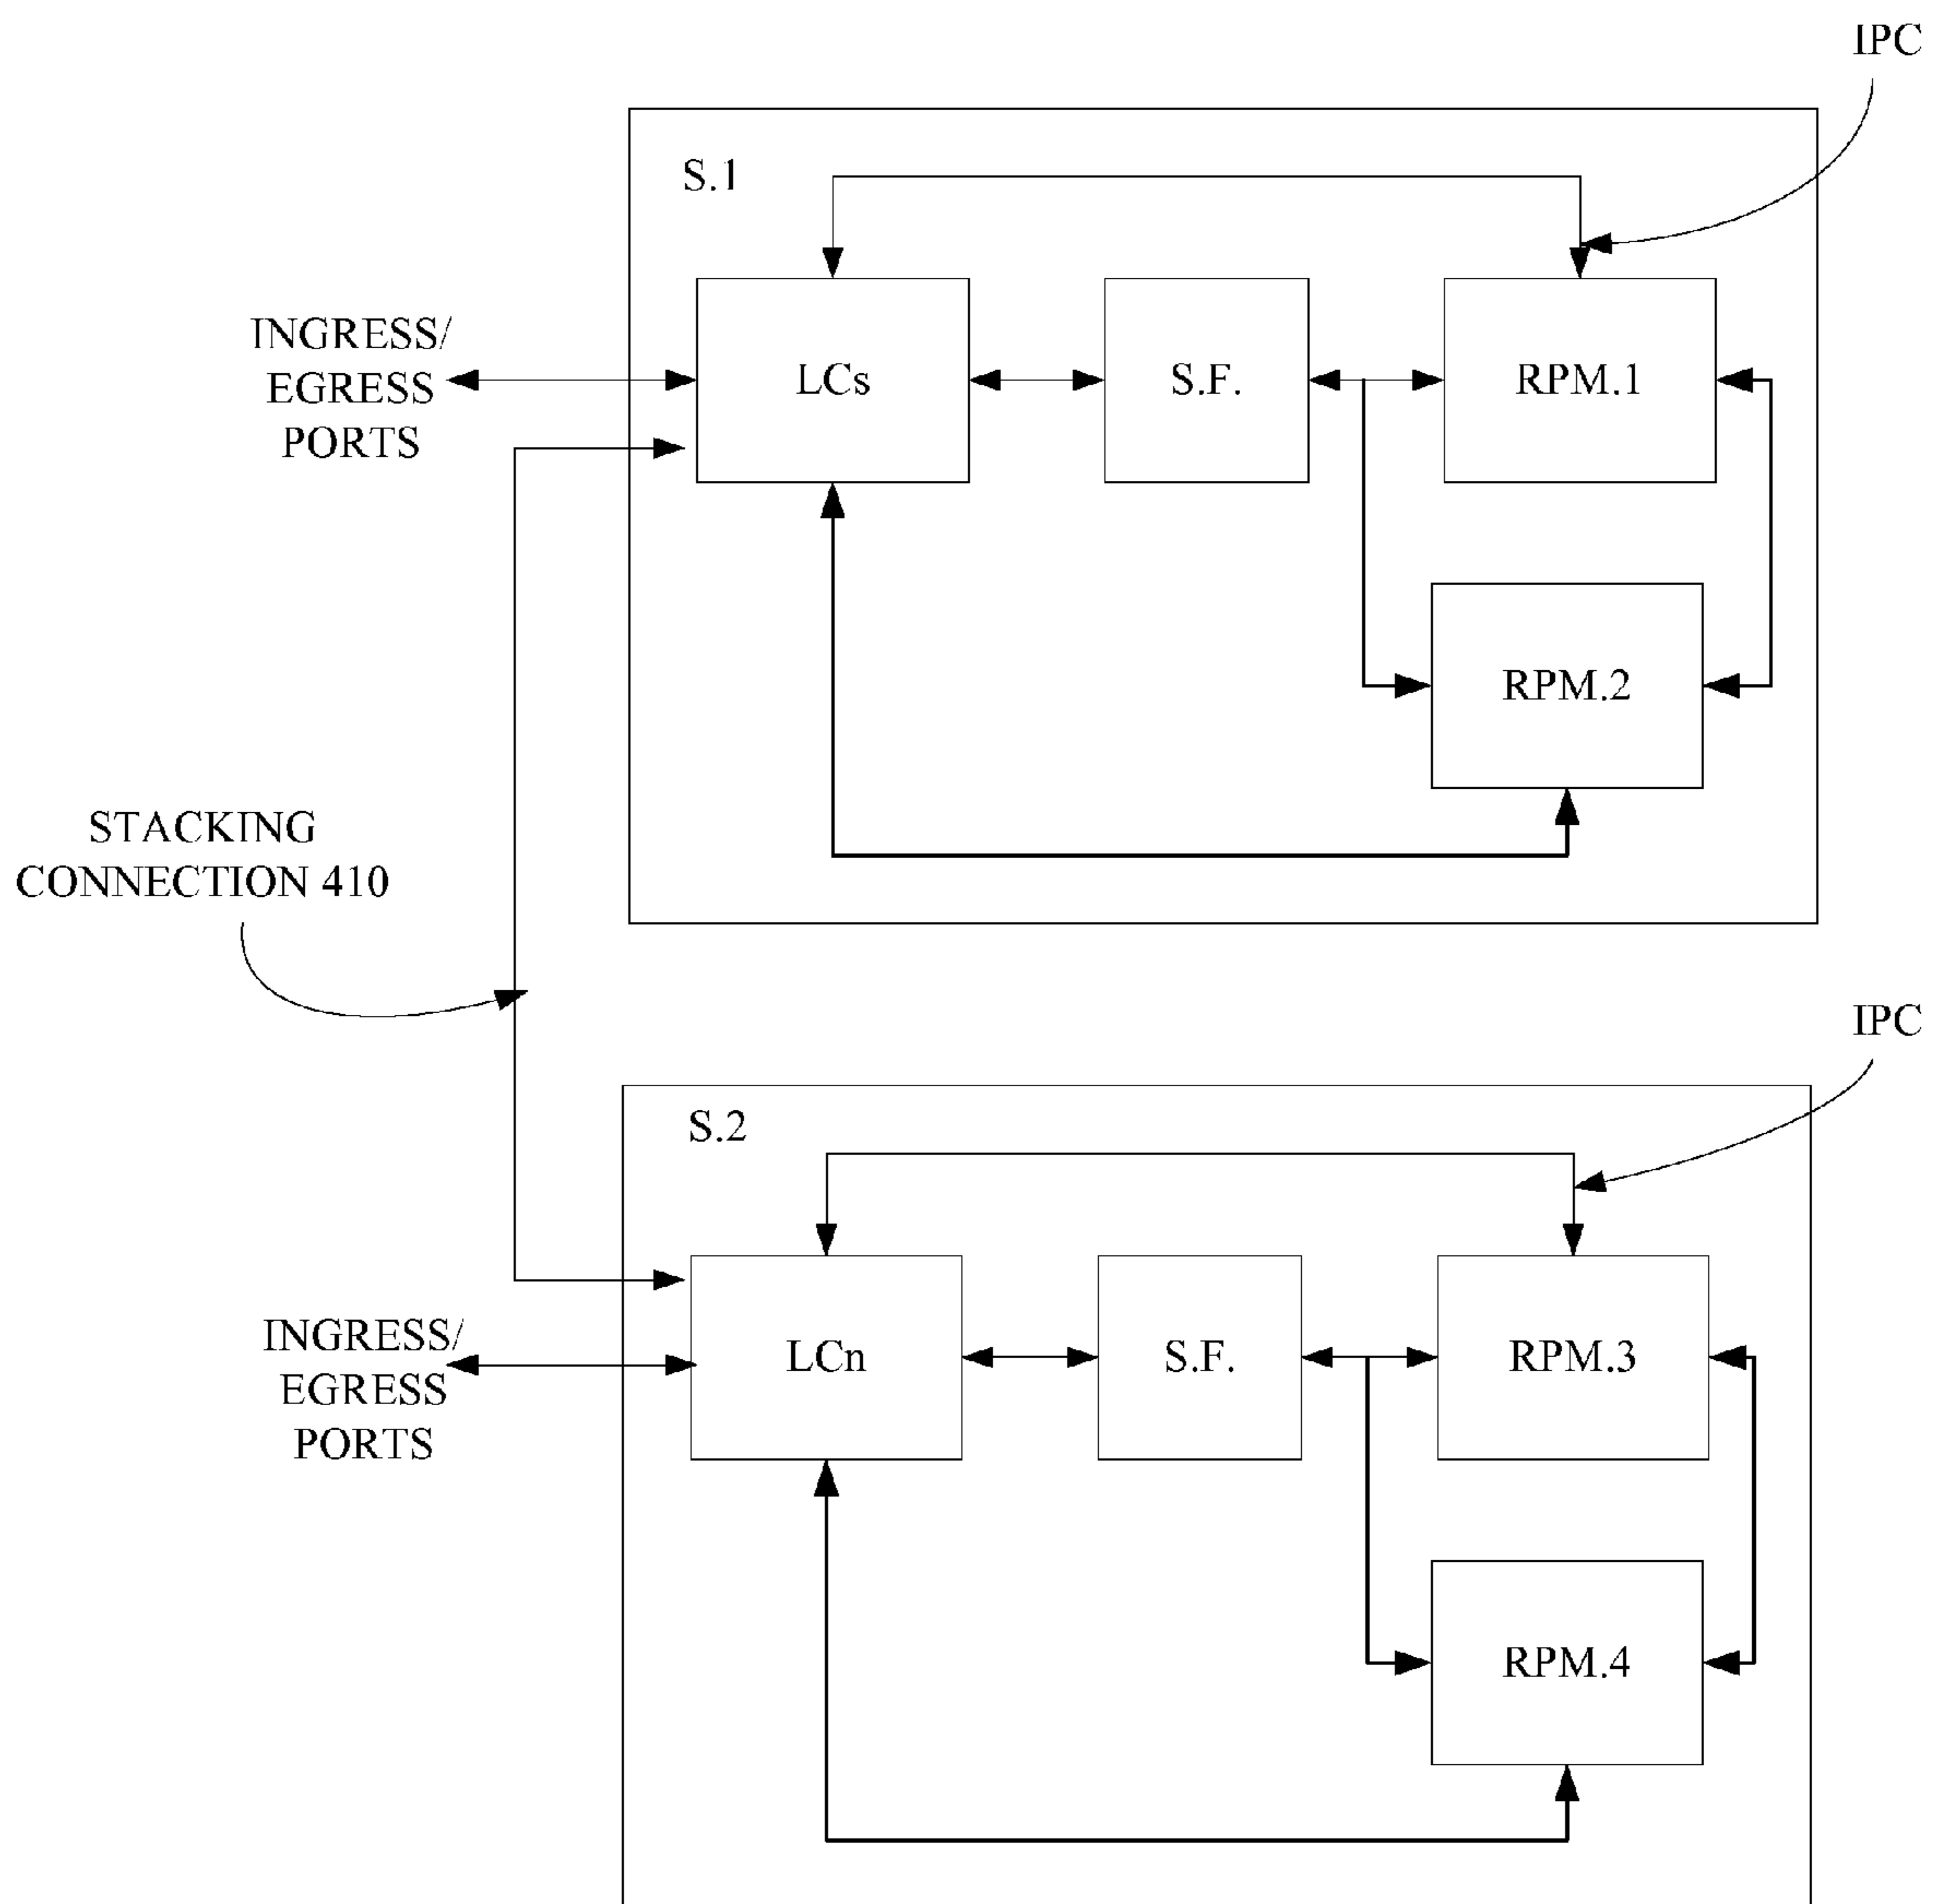 IPC
S.1
INGRESS/
EGRESS
PORTS
LCs
S.F.
RPM.1
RPM.2
STACKING
CONNECTION 410
IPC
S.2
INGRESS/
EGRESS
PORTS
LCn
S.F.
RPM.3
RPM.4